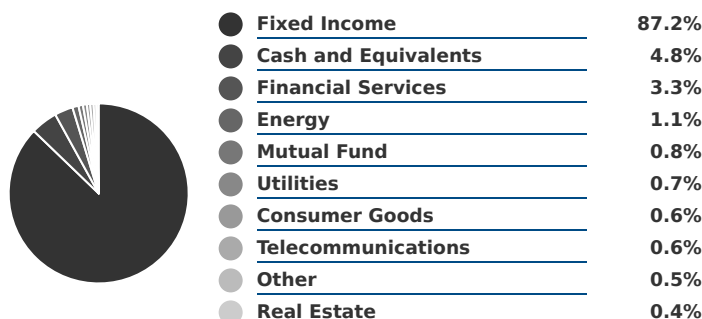 Fixed Income 87.2%
Cash and Equivalents 4.8%
Financial Services 3.3%
Energy 1.1%
Mutual Fund 0.8%
Utilities 0.7%
Consumer Goods 0.6%
Telecommunications 0.6%
Other 0.5%
Real Estate 0.4%